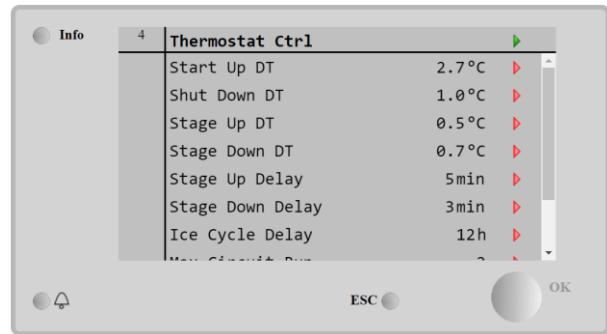 Info
4 Thermostat Ctrl
Start Up DT 2.7°C
Shut Down DT 1.0°C
Stage Up DT 0.5°C
Stage Down DT 0.7°C
Stage Up Delay 5min
Stage Down Delay 3min
Ice Cycle Delay 12h
ESC
OK